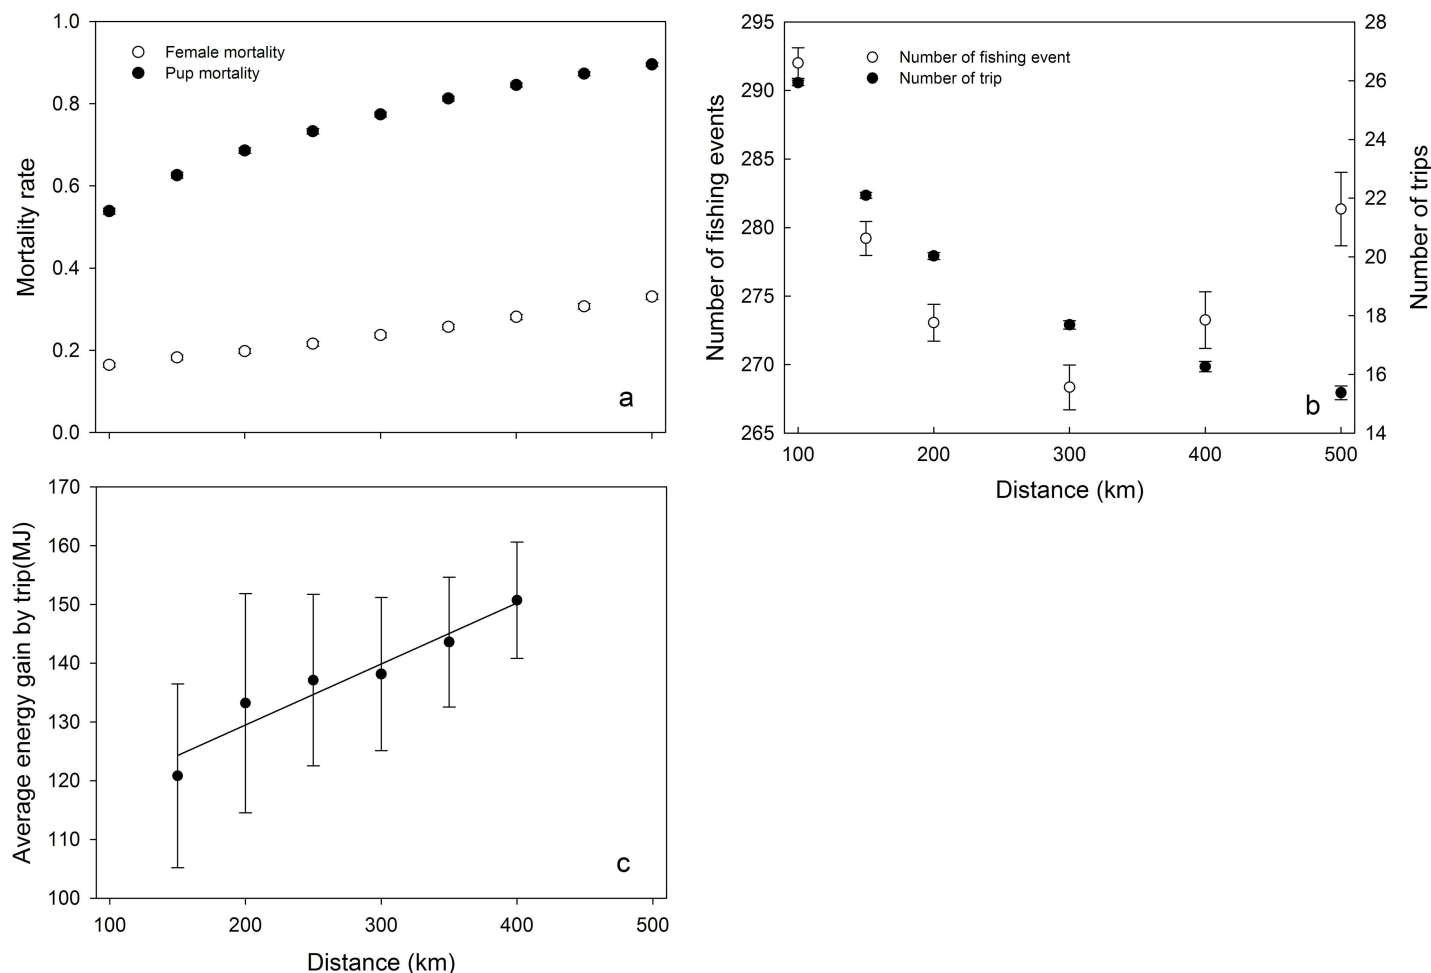 1.0
0.8
0.6
0.4
0.2
0.0
Mortality rate
Female mortality
Pup mortality
a
295
290
285
280
275
270
265
Number of fishing events
28
26
24
22
20
18
16
14
Number of trips
Number of fishing event
Number of trip
b
100 200 300 400 500
Distance (km)
170
160
150
140
130
120
110
100
Average energy gain by trip(MJ)
c
100 200 300 400 500
Distance (km)